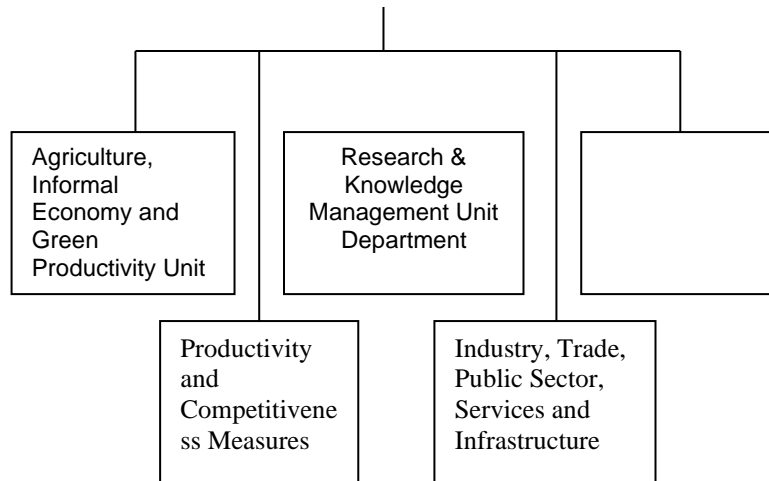 Agriculture,
Informal
Economy and
Green
Productivity Unit
Research &
Knowledge
Management Unit
Department
Productivity
and
Competitivene
ss Measures
Industry, Trade,
Public Sector,
Services and
Infrastructure